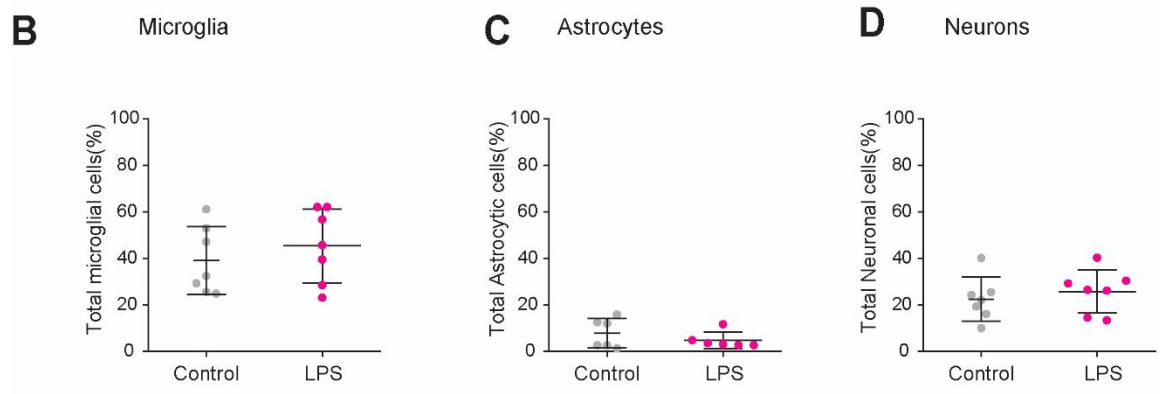 B Microglia
Total microglial cells(%)
100
80
60
40
20
0
Control LPS
C Astrocytes
Total Astrocytic cells(%)
100
80
60
40
20
0
Control LPS
D Neurons
Total Neuronal cells(%)
100
80
60
40
20
0
Control LPS